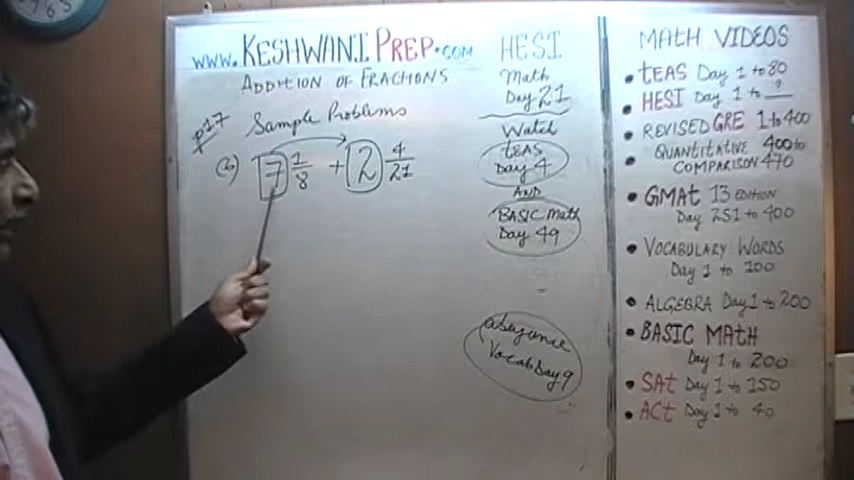 www.KESHWANI PREP.COM
ADDITION OF FRACTIONS
p17
Sample Problems
(b) 7 1/8 + 2 4/21
HESI
Math
Day 21
Watch
TEAS
Day 4
AND
BASIC Math
Day 49
Vocab Day 9
MATH VIDEOS
• TEAS Day 1 to 80
• HESI Day 1 to ?
• REVISED GRE 1 to 400
• QUANTITATIVE 400 to
COMPARISON 470
• GMAT 13 EDITION
Day 251 to 400
• VOCABULARY WORDS
Day 1 to 100
• ALGEBRA Day 1 to 200
• BASIC MATH
Day 1 to 200
• SAT Day 1 to 150
• ACT Day 1 to 40